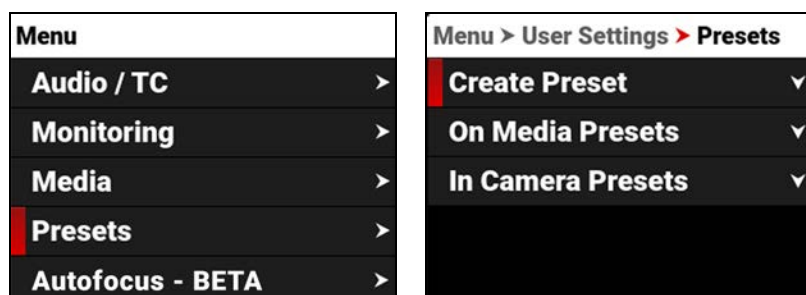 Menu
Audio / TC
Monitoring
Media
Presets
Autofocus - BETA
Menu > User Settings > Presets
Create Preset
On Media Presets
In Camera Presets